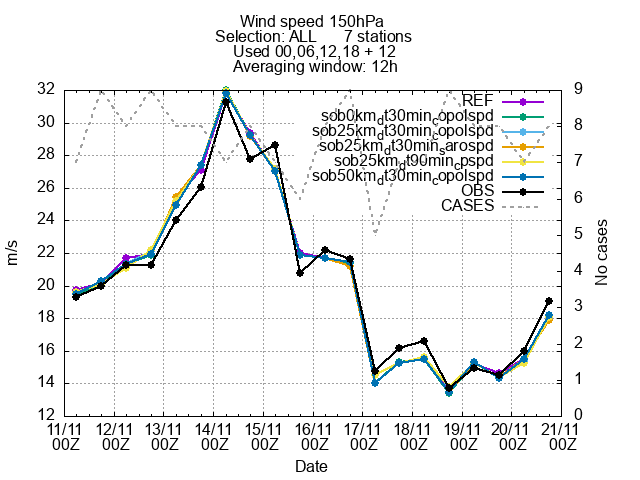 Wind speed 150hPa
Selection: ALL 7 stations
Used 00,06,12,18 + 12
Averaging window: 12h
32
30
28
26
24
22
20
18
16
14
12
m/s
9
8
7
6
5
4
3
2
1
0
No cases
REF
sob0km_dt30min_copolspd
sob25km_dt30min_copolspd
sob25km_dt30min_sarospd
sob25km_dt90min_cpspd
sob50km_dt30min_copolspd
OBS
CASES
11/11 12/11 13/11 14/11 15/11 16/11 17/11 18/11 19/11 20/11 21/11
00Z 00Z 00Z 00Z 00Z 00Z 00Z 00Z 00Z 00Z 00Z
Date